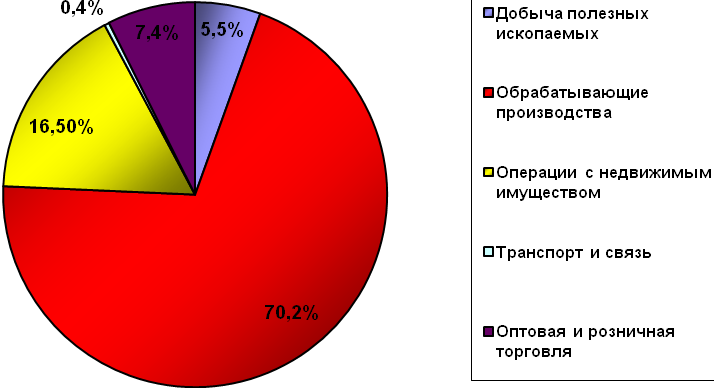 0,4%
7,4%
5,5%
16,50%
70,2%
Добыча полезных
ископаемых
Обрабатывающие
производства
Операции с недвижимым
имуществом
Транспорт и связь
Оптовая и розничная
торговля